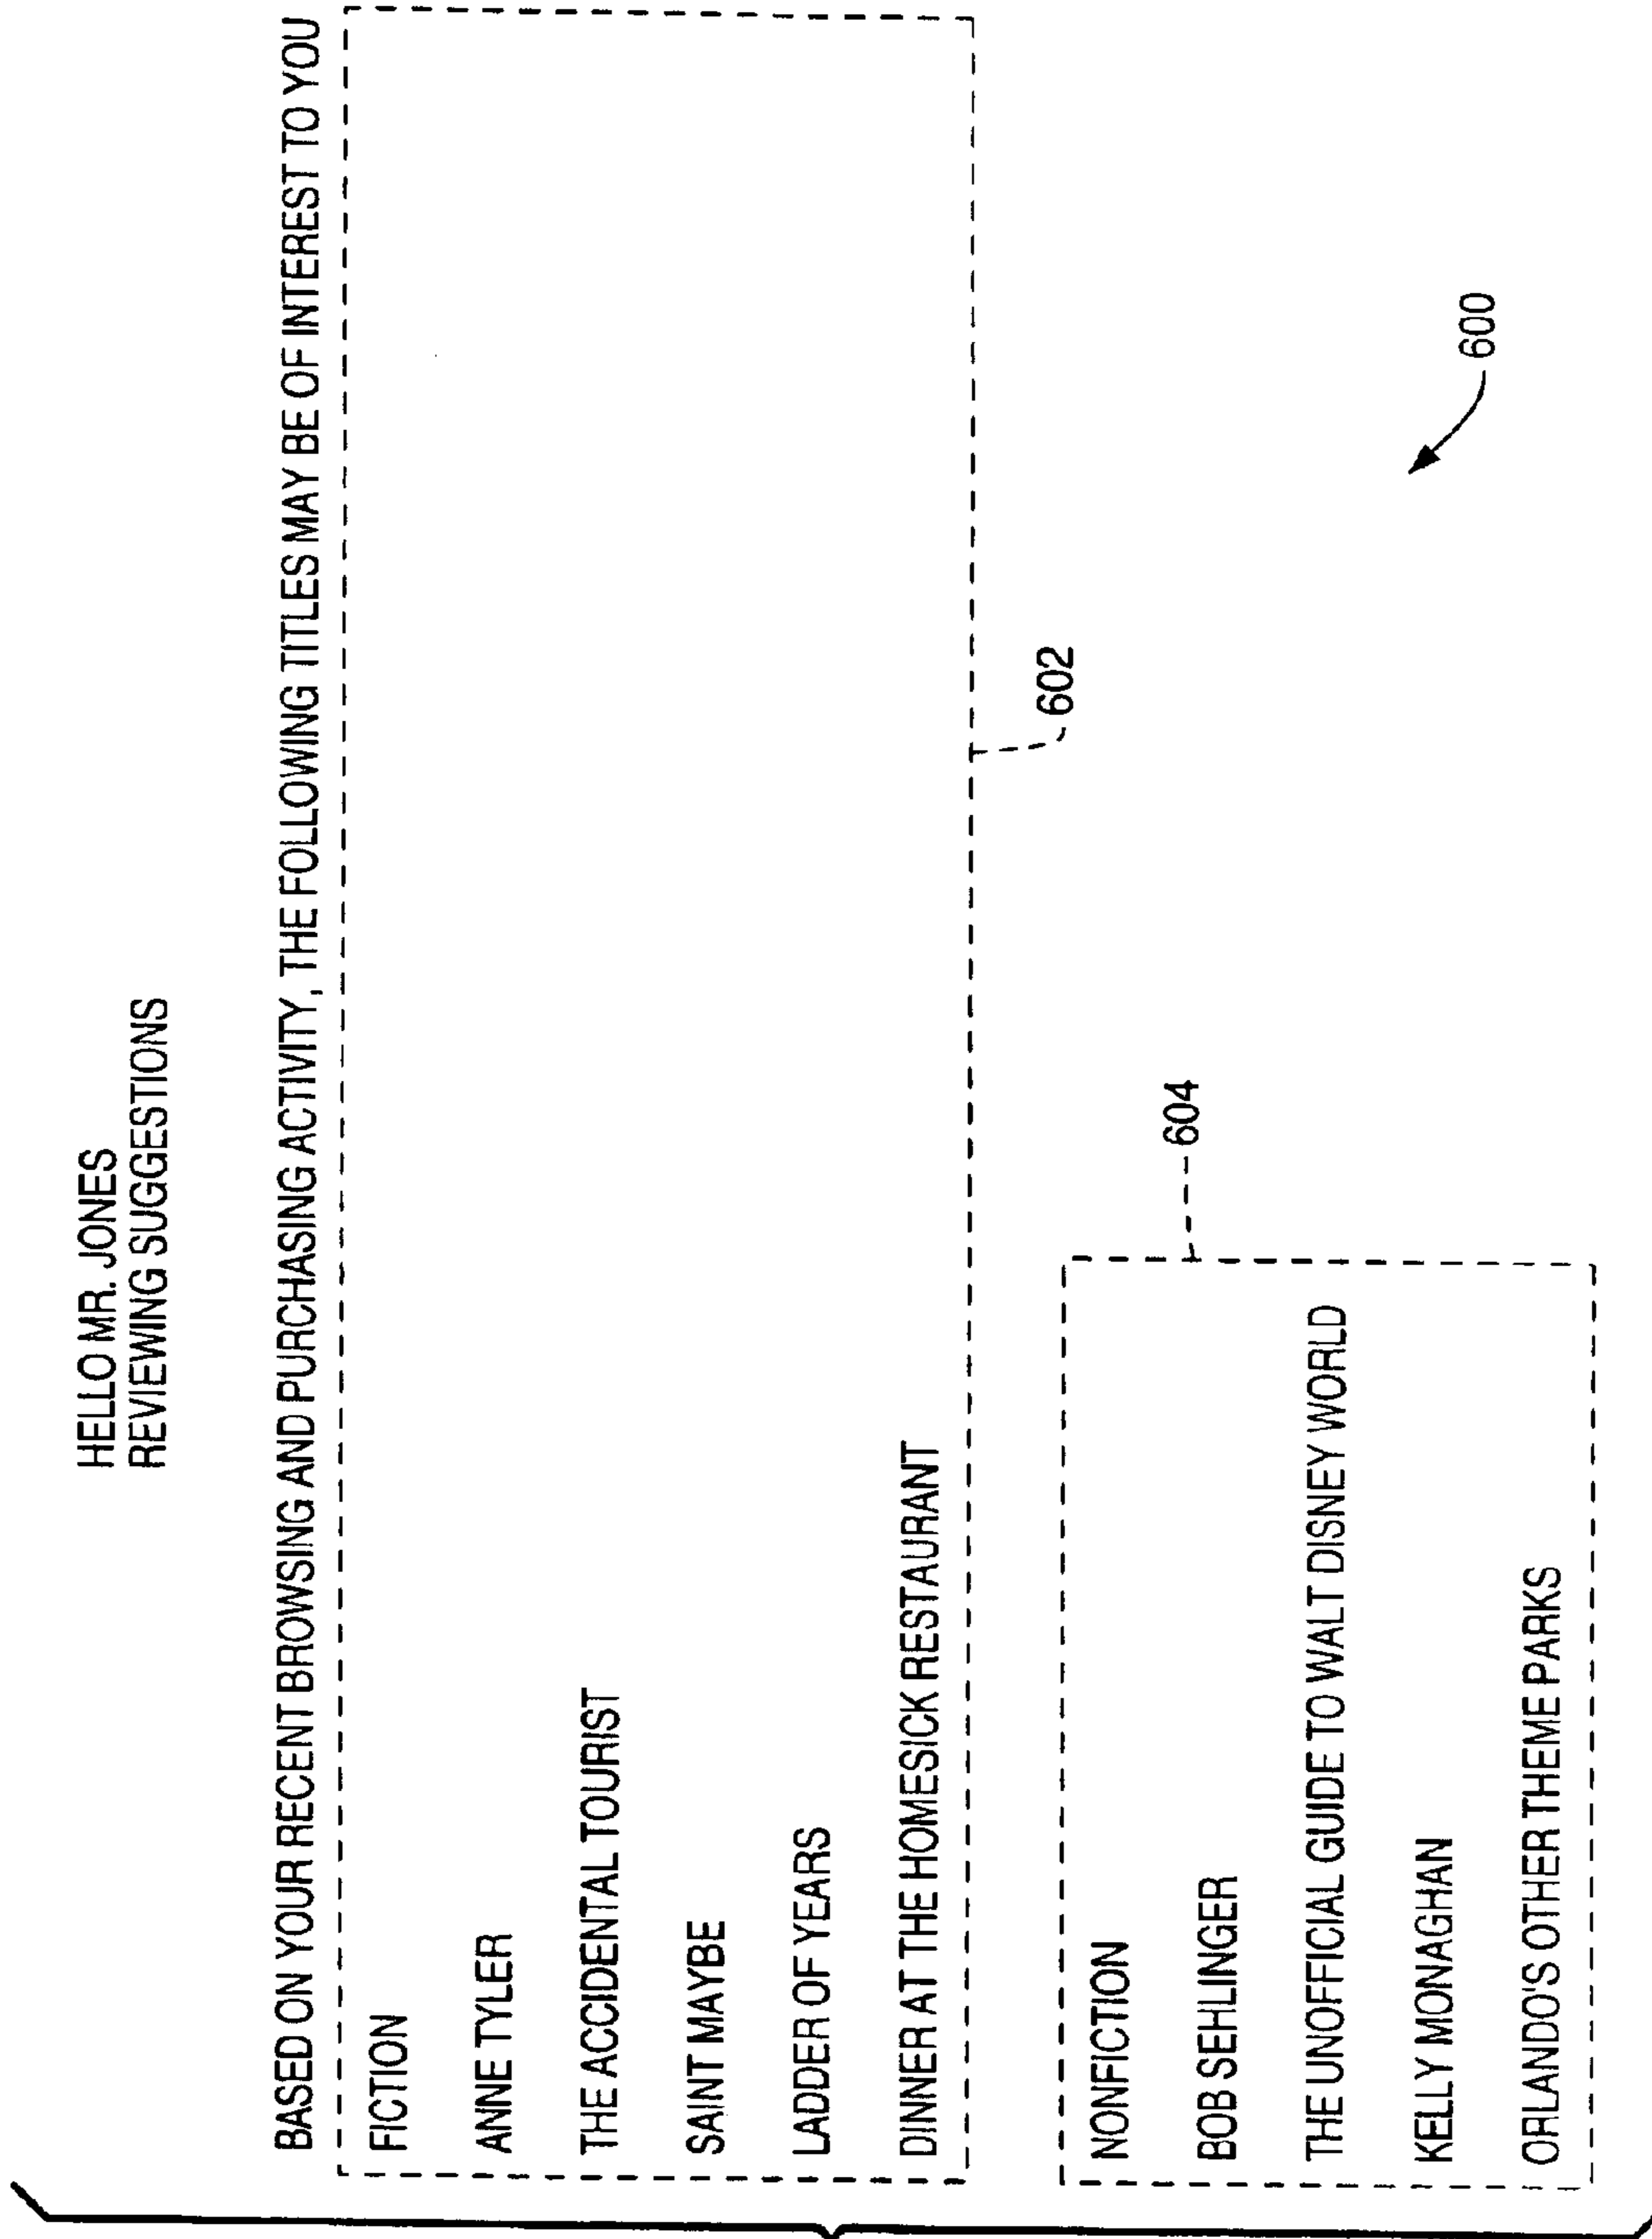 HELLO MR. JONES
REVIEWING SUGGESTIONS
BASED ON YOUR RECENT BROWSING AND PURCHASING ACTIVITY, THE FOLLOWING TITLES MAY BE OF INTEREST TO YOU
FICTION
ANNE TYLER
THE ACCIDENTAL TOURIST
SAINT MAYBE
LADDER OF YEARS
DINNER AT THE HOMESICK RESTAURANT
602
NONFICTION
BOB SEHLINGER
604
THE UNOFFICIAL GUIDE TO WALT DISNEY WORLD
KELLY MONAGHAN
ORLANDO'S OTHER THEME PARKS
600